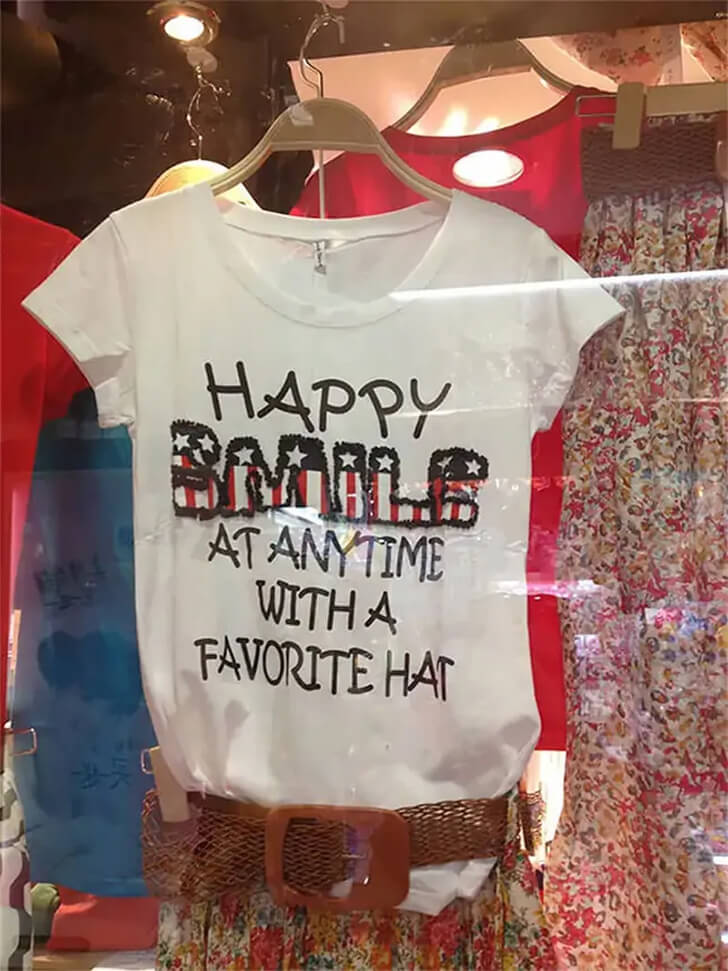 HAPPY
SMILE
AT ANYTIME
WITH A
FAVORITE HAT